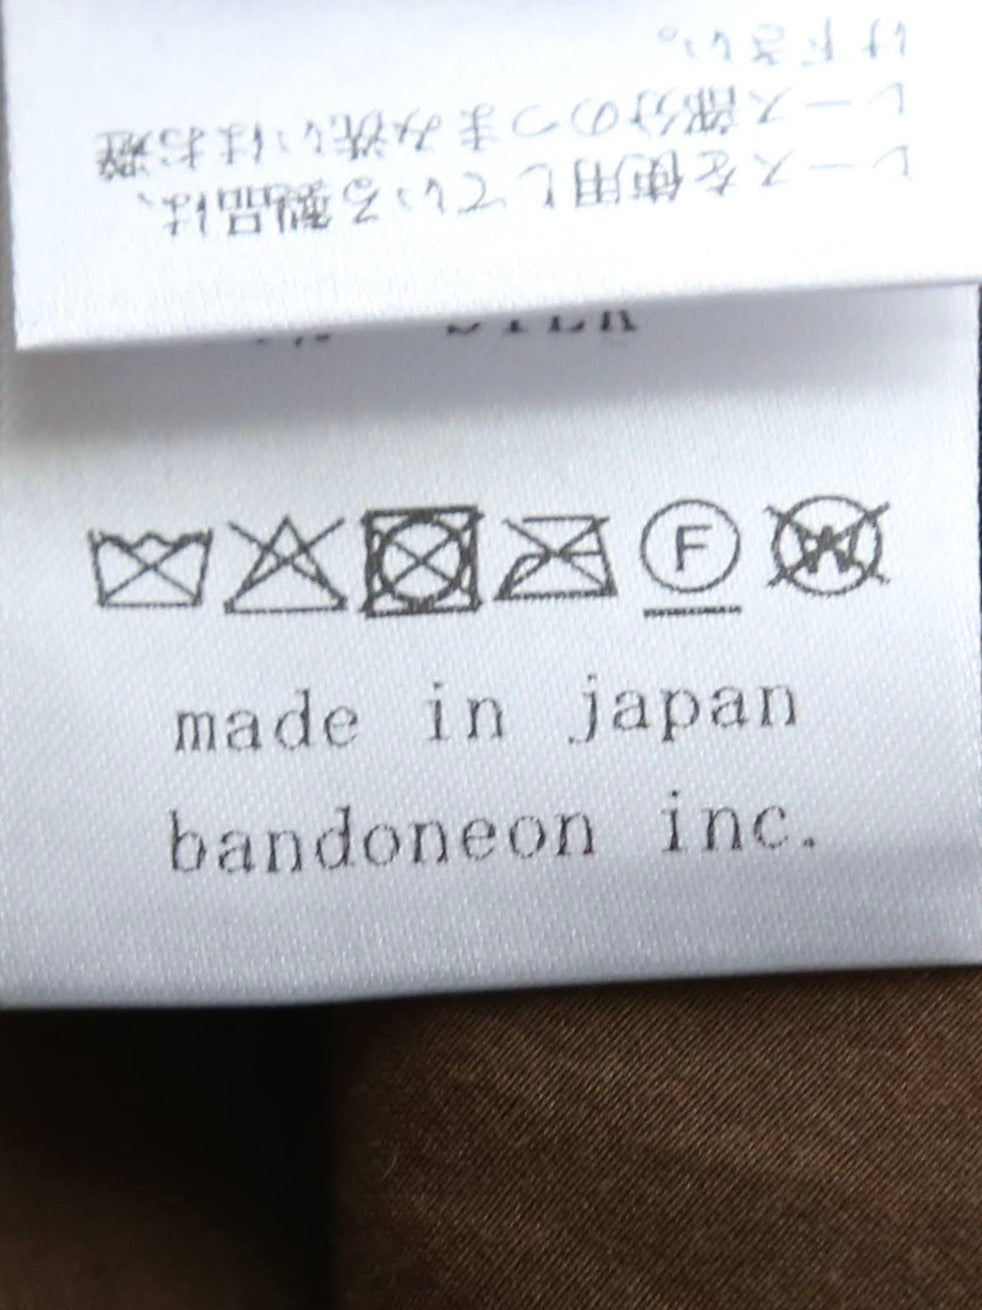 レースを使用している製品は、
レース部分のつまみ洗いはお避
け下さい。
SILK
F
W
made in japan
bandoneon inc.